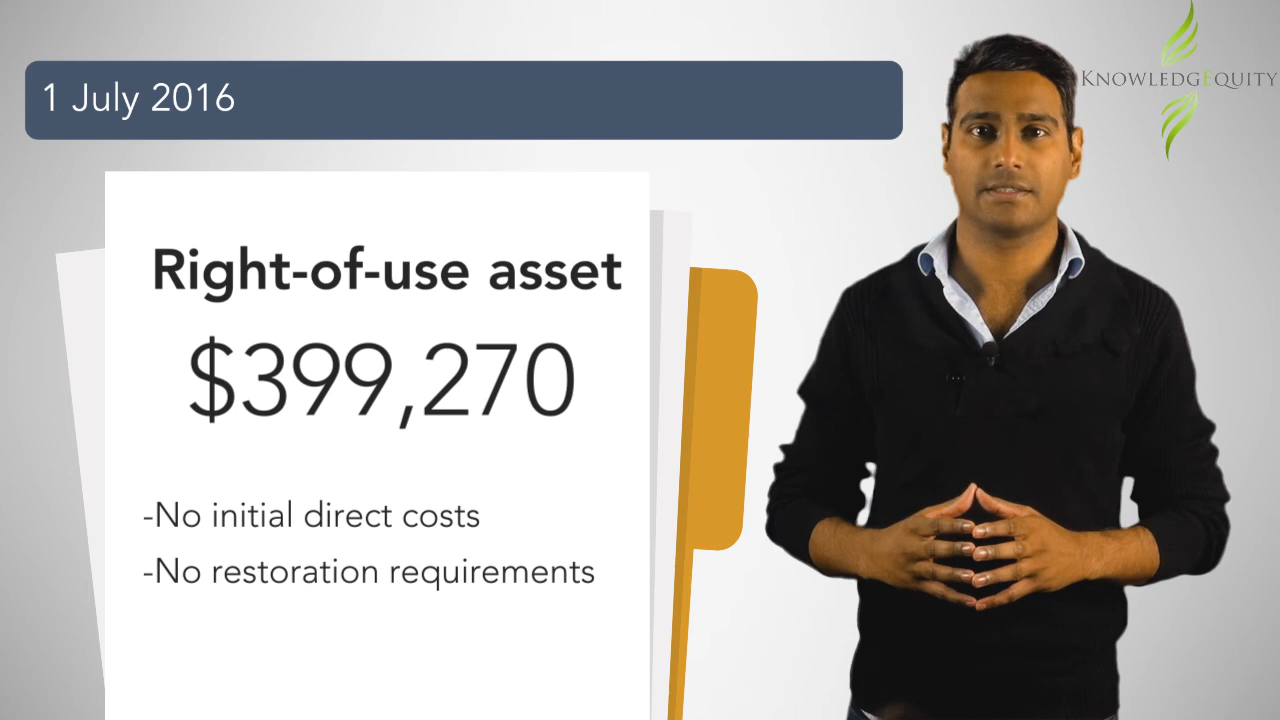 1 July 2016
KNOWLEDGEQUITY
Right-of-use asset
$399,270
-No initial direct costs
-No restoration requirements